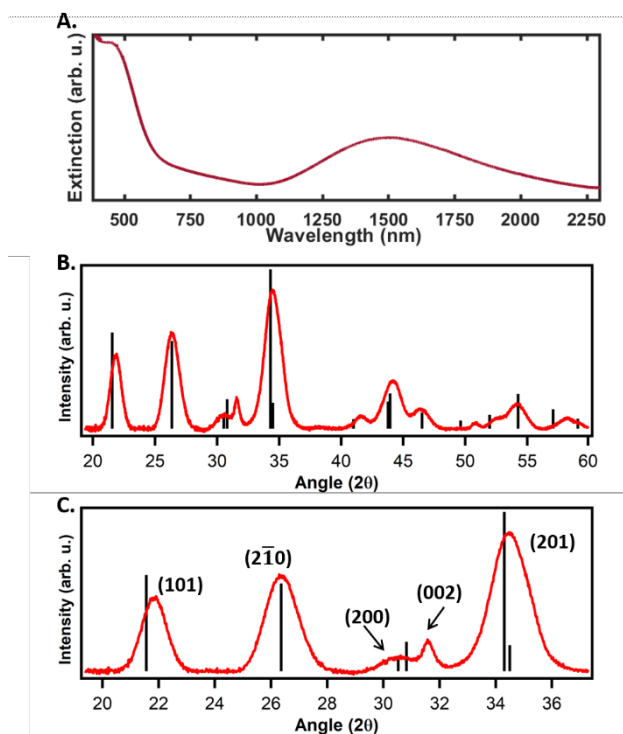 A.
Extinction (arb. u.)
500 750 1000 1250 1500 1750 2000 2250
Wavelength (nm)
B.
Intensity (arb. u.)
20 25 30 35 40 45 50 55 60
Angle (2θ)
C.
Intensity (arb. u.)
(101)
(21̅0)
(200)
(002)
(201)
20 22 24 26 28 30 32 34 36
Angle (2θ)